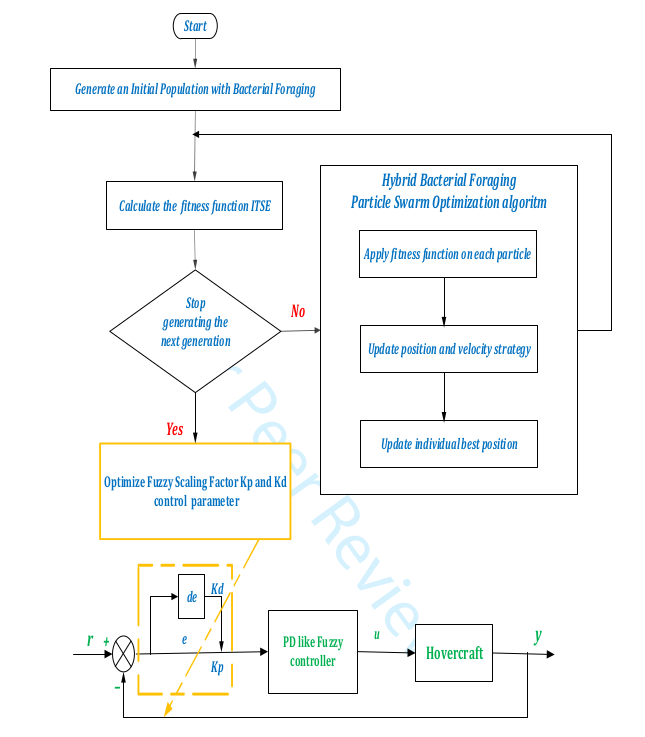 Start
Generate an Initial Population with Bacterial Foraging
Calculate the fitness function ITSE
Hybrid Bacterial Foraging
Particle Swarm Optimization algoritm
Apply fitness function on each particle
Stop
generating the
next generation
No
Update position and velocity strategy
Yes
Update individual best position
Optimize Fuzzy Scaling Factor Kp and Kd
control parameter
de
Kd
r
+
e
Kp
−
PD like Fuzzy
controller
u
Hovercraft
y
r Peer Review